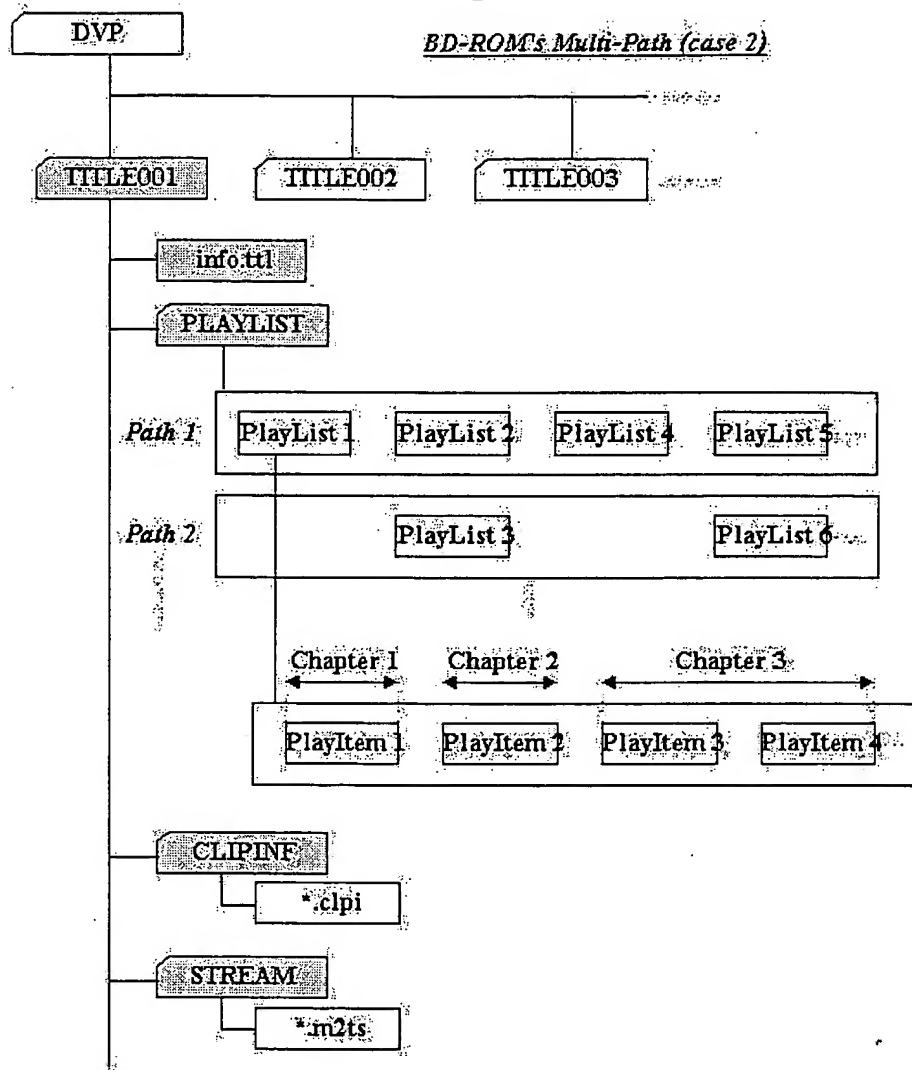 DVP
BD-ROM's Multi-Path (case 2)
TITLE001
TITLE002
TITLE003
info.ttl
PLAYLIST
Path 1
PlayList 1
PlayList 2
PlayList 4
PlayList 5
Path 2
PlayList 3
PlayList 6
Chapter 1
Chapter 2
Chapter 3
PlayItem 1
PlayItem 2
PlayItem 3
PlayItem 4
CLIPINF
*.clpi
STREAM
*.m2ts